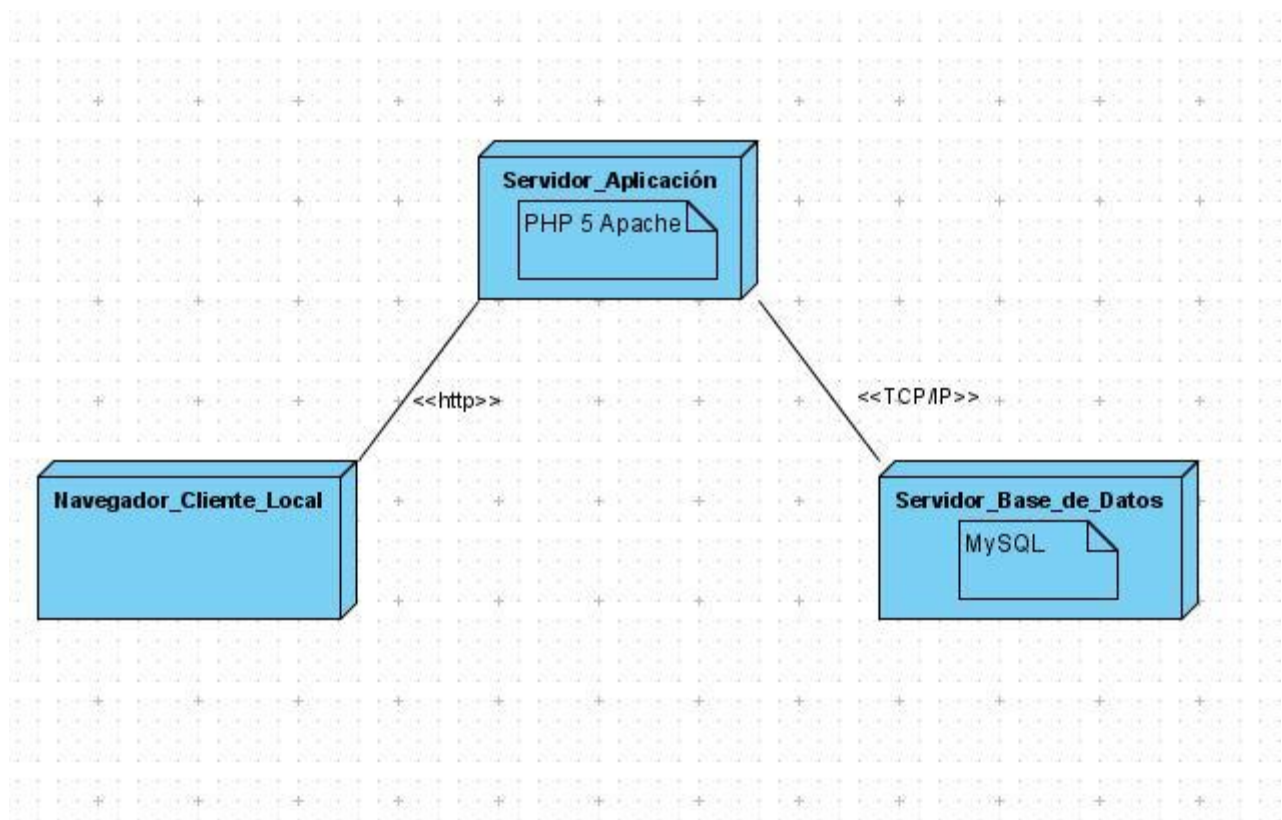 Servidor_Aplicación
PHP 5 Apache
<<http>>
<<TCP/IP>>
Navegador_Cliente_Local
Servidor_Base_de_Datos
MySQL